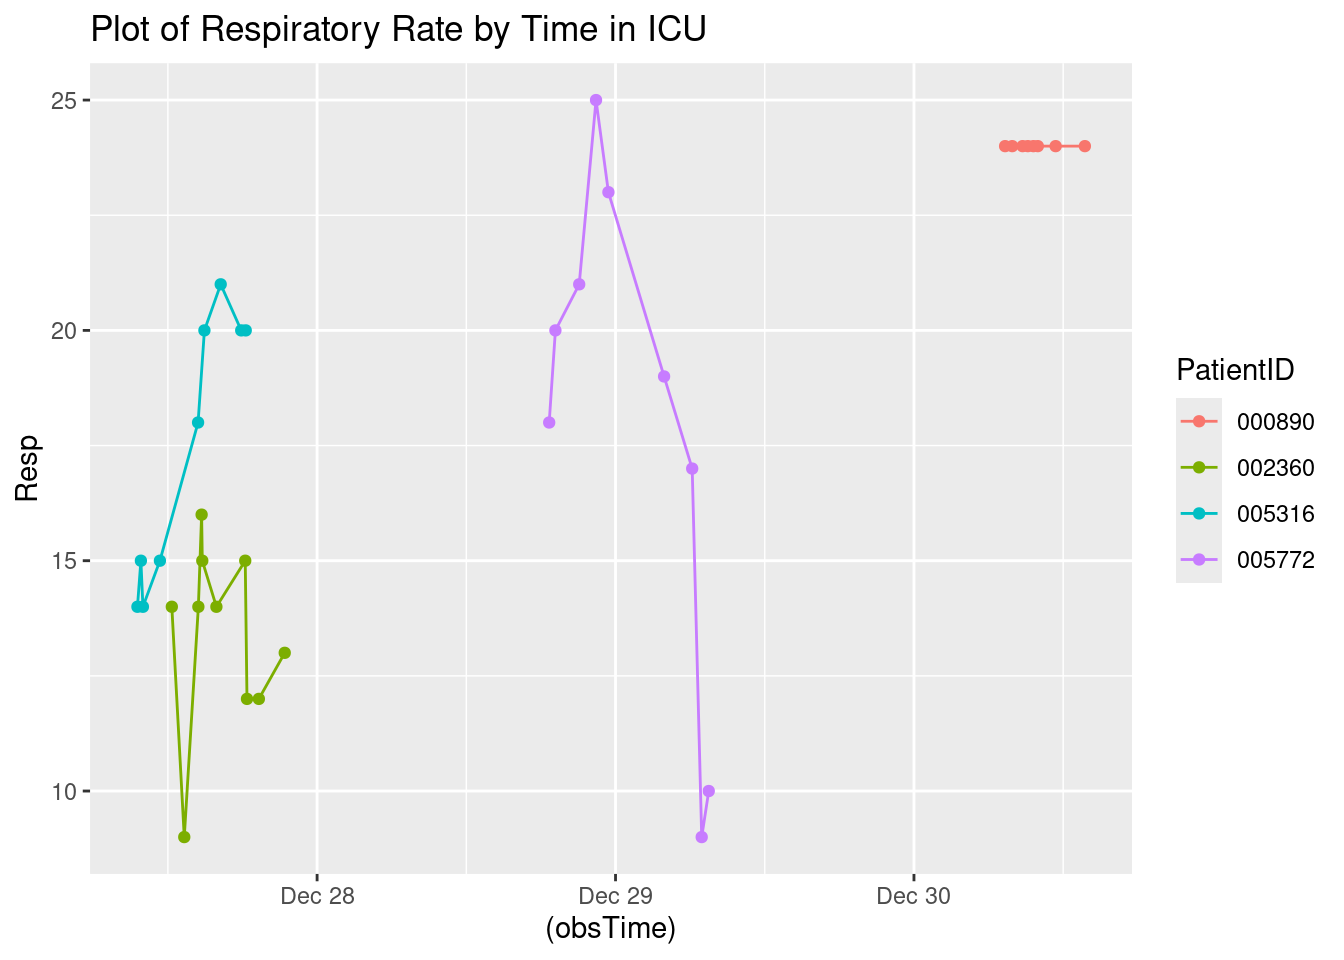 Plot of Respiratory Rate by Time in ICU
25
20
15
10
Resp
Dec 28
Dec 29
Dec 30
(obsTime)
PatientID
000890
002360
005316
005772